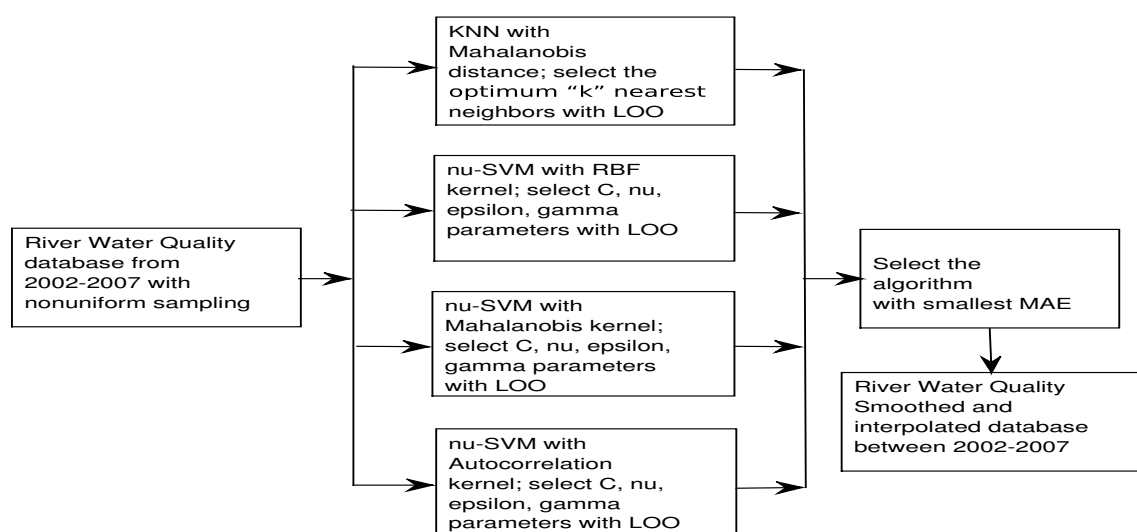 River Water Quality
database from
2002-2007 with
nonuniform sampling
KNN with
Mahalanobis
distance; select the
optimum “k” nearest
neighbors with LOO
nu-SVM with RBF
kernel; select C, nu,
epsilon, gamma
parameters with LOO
nu-SVM with
Mahalanobis kernel;
select C, nu, epsilon,
gamma parameters
with LOO
nu-SVM with
Autocorrelation
kernel; select C, nu,
epsilon, gamma
parameters with LOO
Select the
algorithm
with smallest MAE
River Water Quality
Smoothed and
interpolated database
between 2002-2007